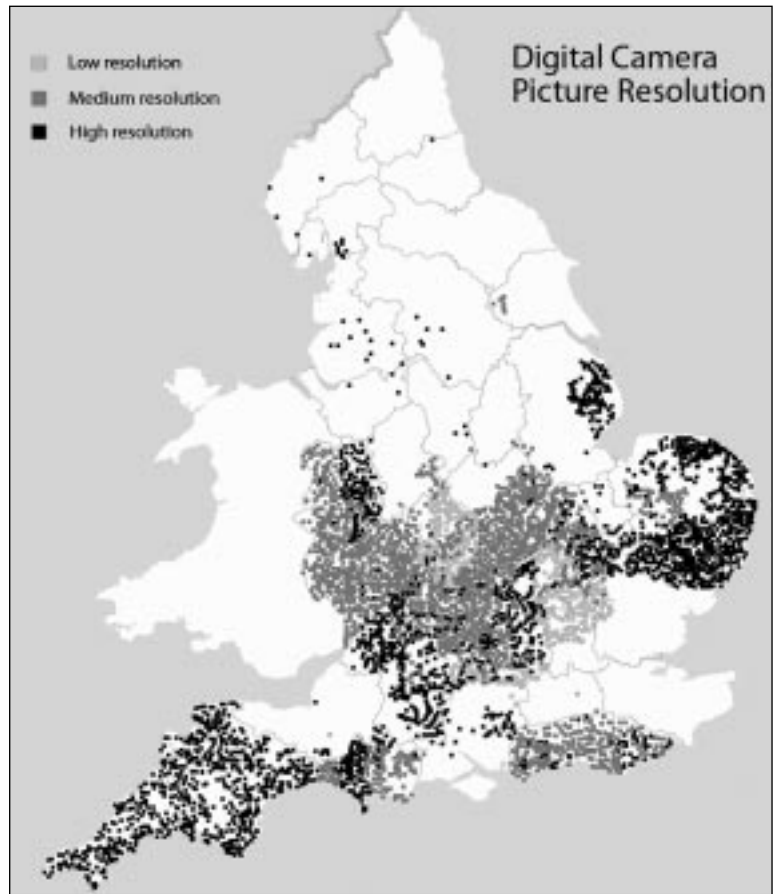 Digital Camera
Picture Resolution
Low resolution
Medium resolution
High resolution